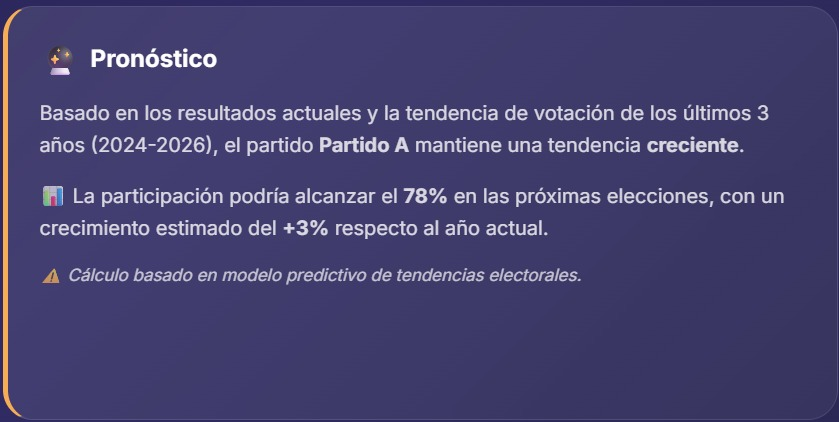 Pronóstico
Basado en los resultados actuales y la tendencia de votación de los últimos 3
años (2024-2026), el partido Partido A mantiene una tendencia creciente.
La participación podría alcanzar el 78% en las próximas elecciones, con un
crecimiento estimado del +3% respecto al año actual.
Cálculo basado en modelo predictivo de tendencias electorales.